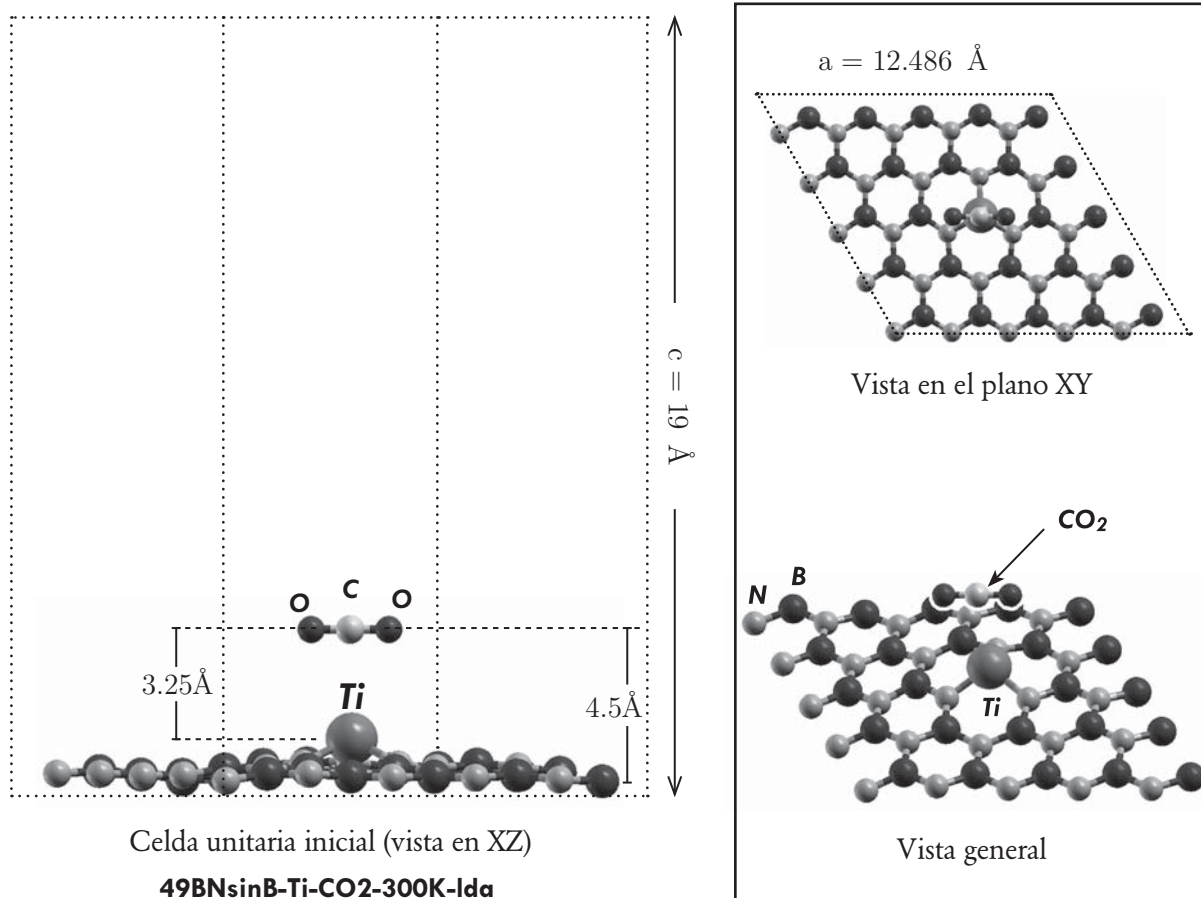 O
C
O
3.25Å
Ti
4.5Å
c = 19 Å
Celda unitaria inicial (vista en XZ)
49BNsinB-Ti-CO2-300K-lda
a = 12.486 Å
Vista en el plano XY
CO₂
N
B
Ti
Vista general